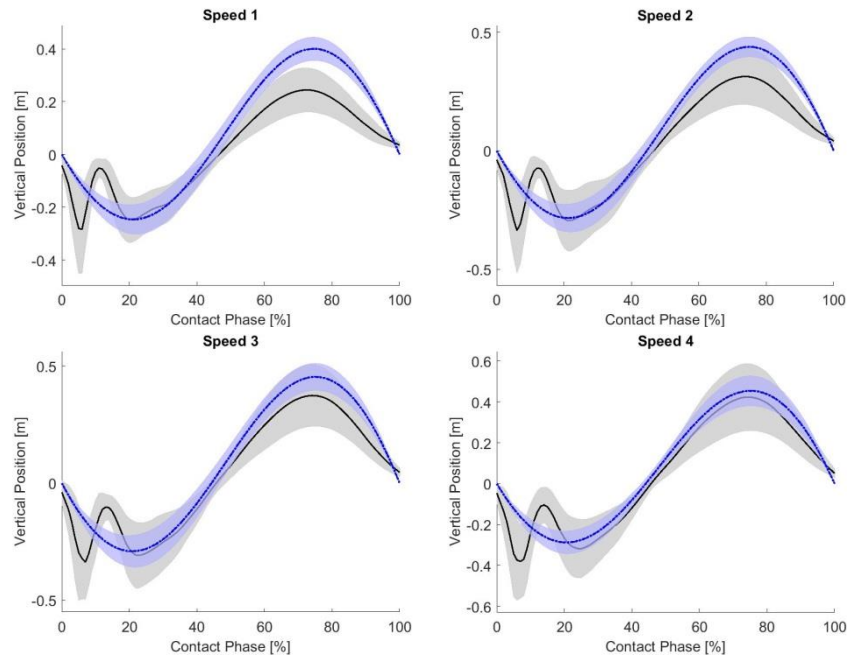 Speed 1
0.4
0.2
0
-0.2
-0.4
Vertical Position [m]
0 20 40 60 80 100
Contact Phase [%]
Speed 2
0.5
0
-0.5
Vertical Position [m]
0 20 40 60 80 100
Contact Phase [%]
Speed 3
0.5
0
-0.5
Vertical Position [m]
0 20 40 60 80 100
Contact Phase [%]
Speed 4
0.6
0.4
0.2
0
-0.2
-0.4
-0.6
Vertical Position [m]
0 20 40 60 80 100
Contact Phase [%]